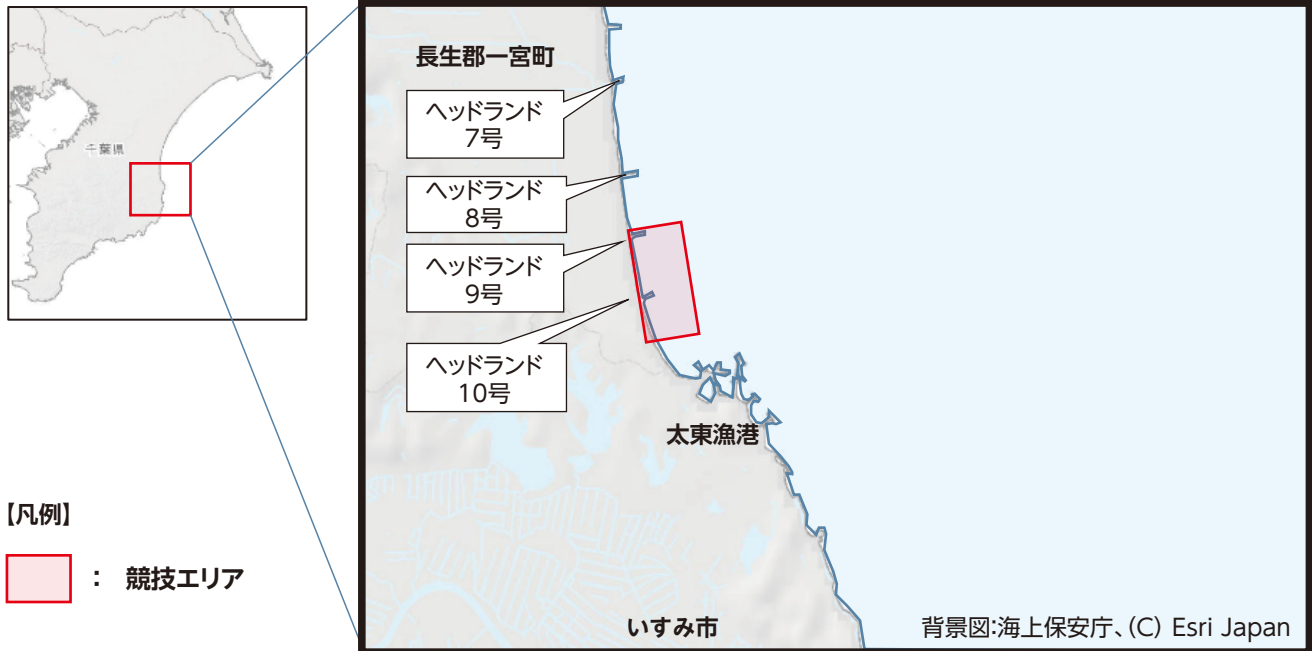 千葉県
長生郡一宮町
ヘッドランド
7号
ヘッドランド
8号
ヘッドランド
9号
ヘッドランド
10号
太東漁港
いすみ市
【凡例】
： 競技エリア
背景図:海上保安庁、(C) Esri Japan